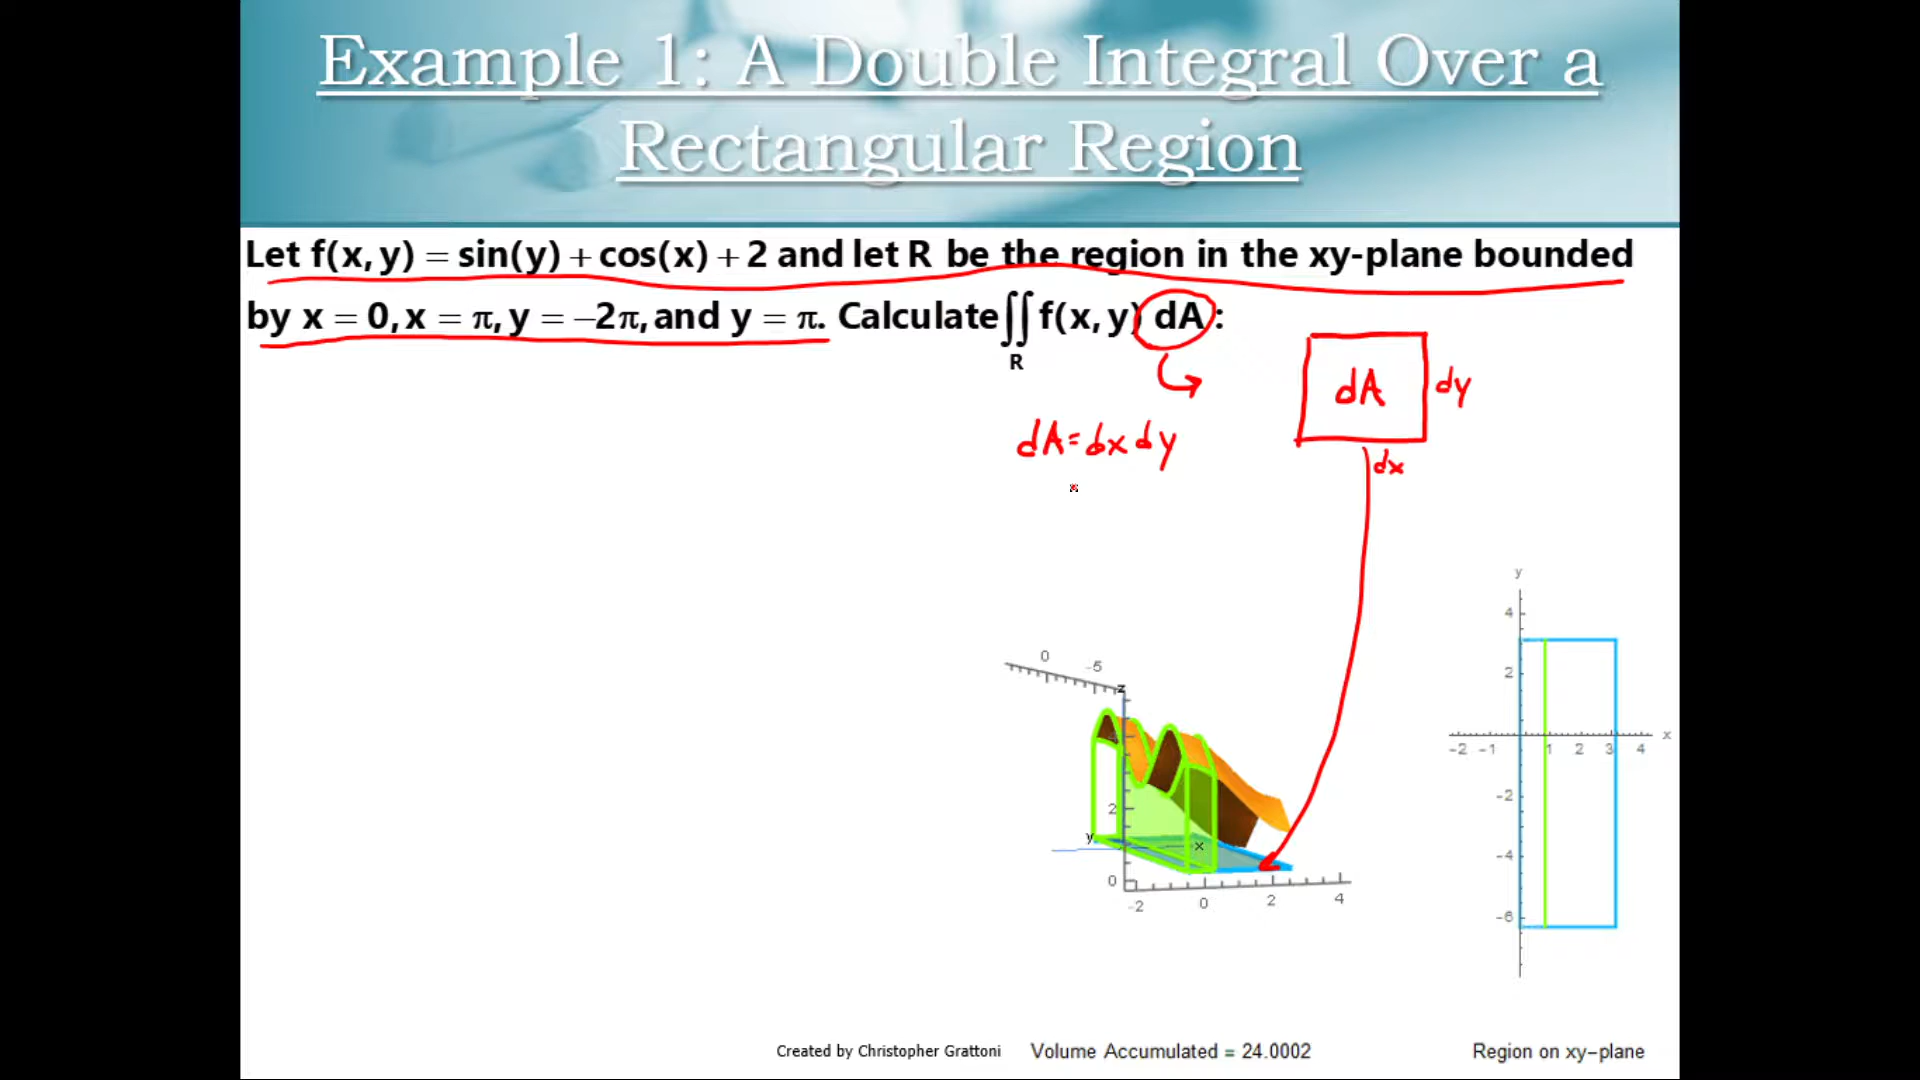 Example 1: A Double Integral Over a
Rectangular Region
Let f(x,y) = sin(y) + cos(x) + 2 and let R be the region in the xy-plane bounded
by x = 0, x = π, y = −2π, and y = π. Calculate ∬ f(x,y) dA :
R
dA
dy
dA = dx dy
dx
y
4
2
-2 -1 1 2 3 4 x
-2
-4
-6
0 -5
z
4
2
y
x
0
-2 0 2 4
Created by Christopher Grattoni
Volume Accumulated = 24.0002
Region on xy−plane